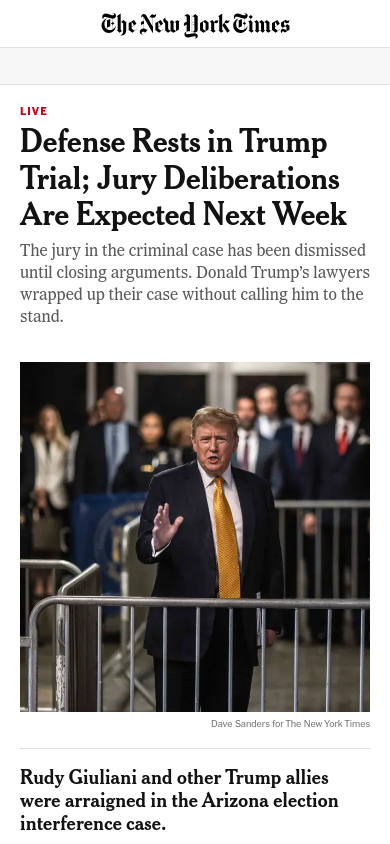 The New York Times
LIVE
Defense Rests in Trump
Trial; Jury Deliberations
Are Expected Next Week
The jury in the criminal case has been dismissed
until closing arguments. Donald Trump’s lawyers
wrapped up their case without calling him to the
stand.
Dave Sanders for The New York Times
Rudy Giuliani and other Trump allies
were arraigned in the Arizona election
interference case.